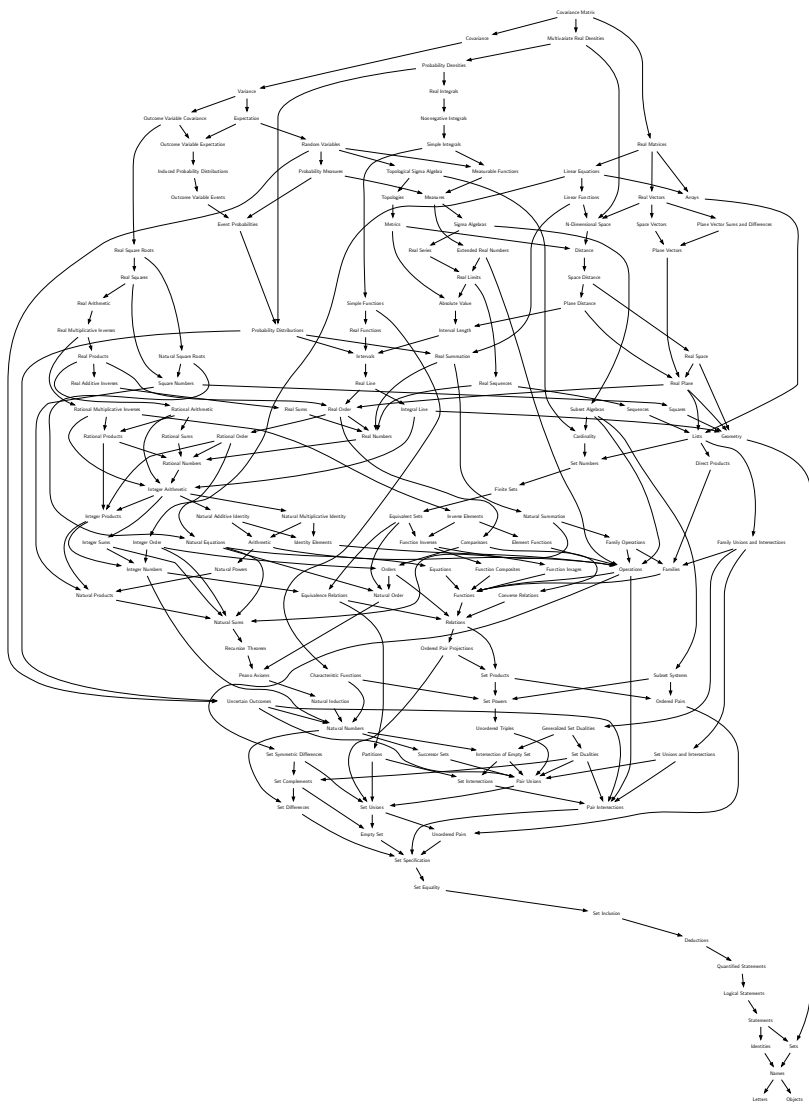 Covariance Matrix
Covariance Multivariate Real Densities
Probability Densities
Variance Real Integrals
Outcome Variable Covariance Expectation Nonnegative Integrals
Outcome Variable Expectation Random Variables Simple Integrals Real Matrices
Induced Probability Distributions Probability Measures Topological Sigma Algebra Measurable Functions Linear Equations
Outcome Variable Events Topologies Measures Linear Functions Real Vectors Arrays
Event Probabilities Metrics Sigma Algebras N-Dimensional Space Space Vectors Plane Vector Sums and Differences
Real Square Roots Real Series Extended Real Numbers Distance Plane Vectors
Real Squares Real Limits Space Distance
Real Arithmetic Simple Functions Absolute Value Plane Distance
Real Multiplicative Inverses Probability Distributions Real Functions Interval Length
Real Products Natural Square Roots Intervals Real Summation Real Space
Real Additive Inverses Square Numbers Real Line Real Sequences Real Plane
Rational Multiplicative Inverses Rational Arithmetic Real Sums Real Order Integral Line Subset Algebras Sequences Squares
Rational Products Rational Sums Rational Order Real Numbers Cardinality Lists Geometry
Rational Numbers Set Numbers Direct Products
Integer Arithmetic Finite Sets
Integer Products Natural Additive Identity Natural Multiplicative Identity Equivalent Sets Inverse Elements Natural Summation
Integer Sums Integer Order Natural Equations Arithmetic Identity Elements Function Inverses Comparisons Element Functions Family Operations Family Unions and Intersections
Integer Numbers Natural Powers Orders Equations Function Composites Function Images Operations Families
Natural Products Equivalence Relations Natural Order Functions Converse Relations
Natural Sums Relations
Recursion Theorem Ordered Pair Projections
Peano Axioms Characteristic Functions Set Products Subset Systems
Uncertain Outcomes Natural Induction Set Powers Ordered Pairs
Natural Numbers Unordered Triples Generalized Set Dualities
Set Symmetric Differences Partitions Successor Sets Intersection of Empty Set Set Dualities Set Unions and Intersections
Set Complements Set Intersections Pair Unions
Set Differences Set Unions Pair Intersections
Empty Set Unordered Pairs
Set Specification
Set Equality
Set Inclusion
Deductions
Quantified Statements
Logical Statements
Statements
Identities Sets
Names
Letters Objects